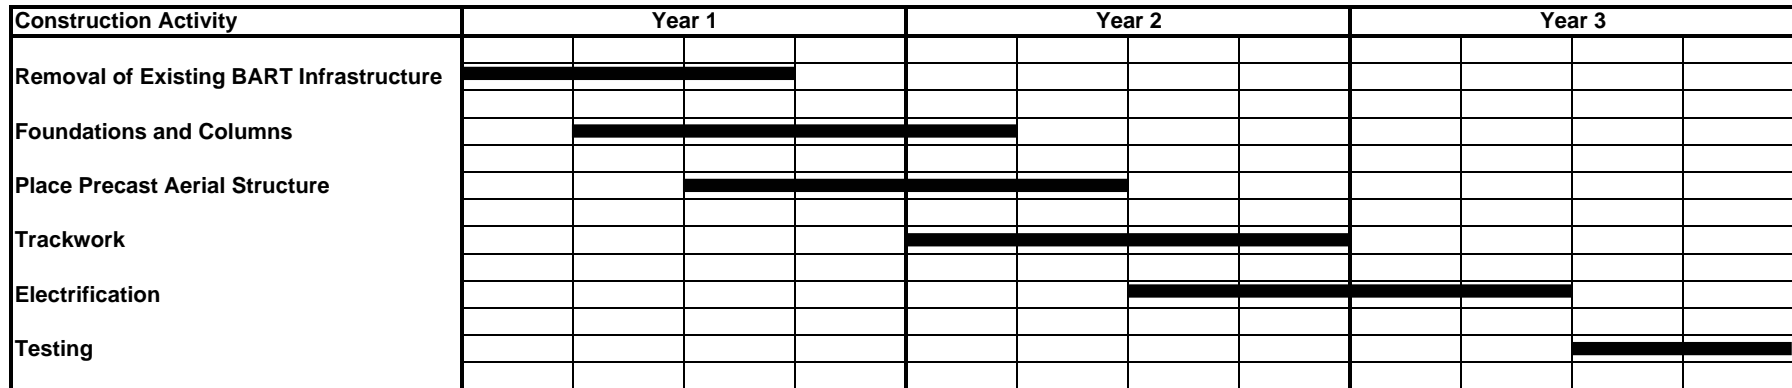 Construction Activity Year 1 Year 2 Year 3
Removal of Existing BART Infrastructure
Foundations and Columns
Place Precast Aerial Structure
Trackwork
Electrification
Testing